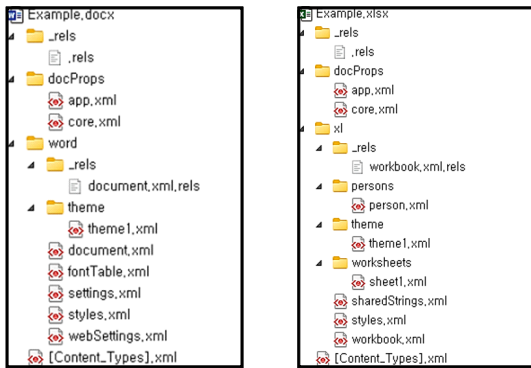 Example.docx
_rels
.rels
docProps
app.xml
core.xml
word
_rels
document.xml.rels
theme
theme1.xml
document.xml
fontTable.xml
settings.xml
styles.xml
webSettings.xml
[Content_Types].xml
Example.xlsx
_rels
.rels
docProps
app.xml
core.xml
xl
_rels
workbook.xml.rels
persons
person.xml
theme
theme1.xml
worksheets
sheet1.xml
sharedStrings.xml
styles.xml
workbook.xml
[Content_Types].xml